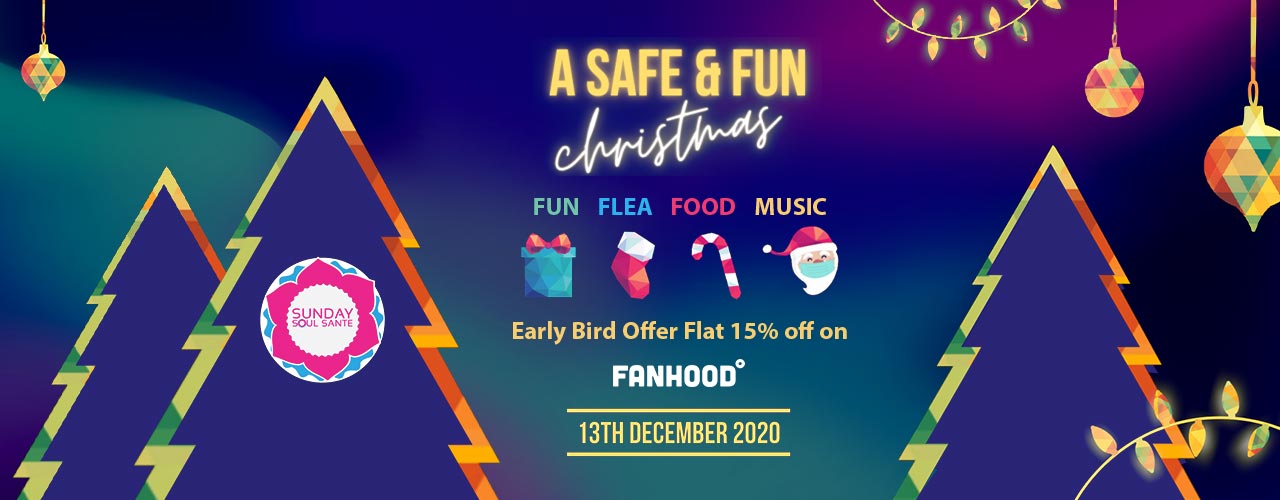 A SAFE & FUN
christmas
FUN FLEA FOOD MUSIC
SUNDAY
SOUL SANTE
Early Bird Offer Flat 15% off on
FANHOOD
13TH DECEMBER 2020